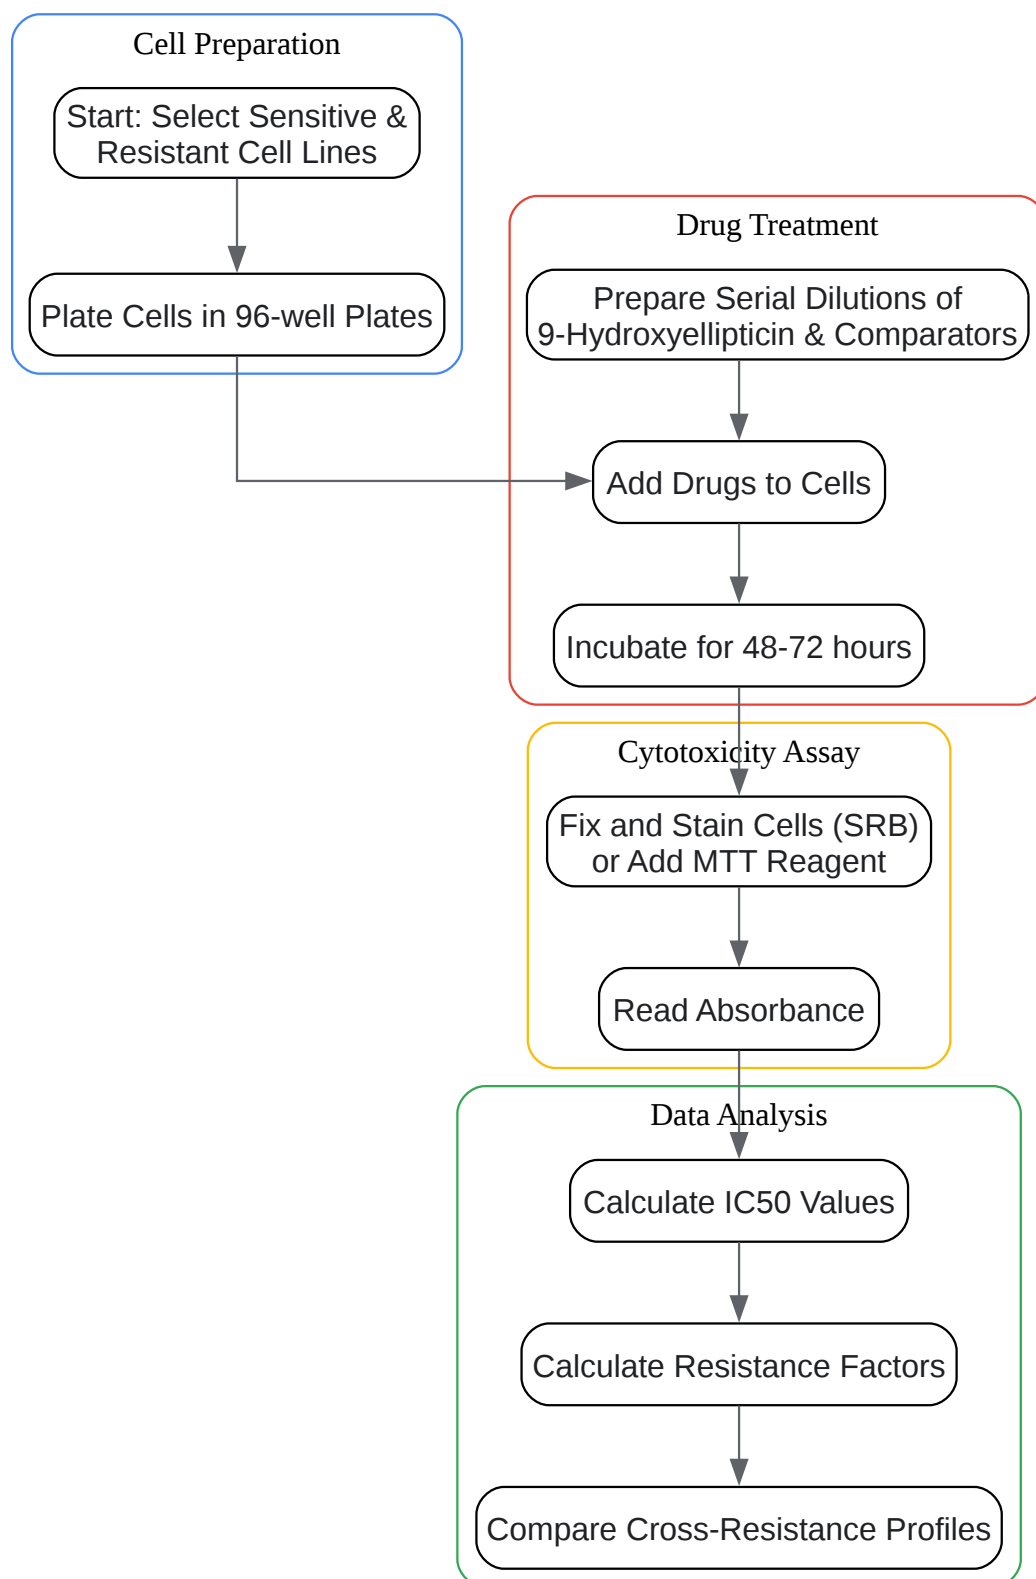 Cell Preparation
Start: Select Sensitive &
Resistant Cell Lines
Plate Cells in 96-well Plates
Drug Treatment
Prepare Serial Dilutions of
9-Hydroxyellipticin & Comparators
Add Drugs to Cells
Incubate for 48-72 hours
Cytotoxicity Assay
Fix and Stain Cells (SRB)
or Add MTT Reagent
Read Absorbance
Data Analysis
Calculate IC50 Values
Calculate Resistance Factors
Compare Cross-Resistance Profiles